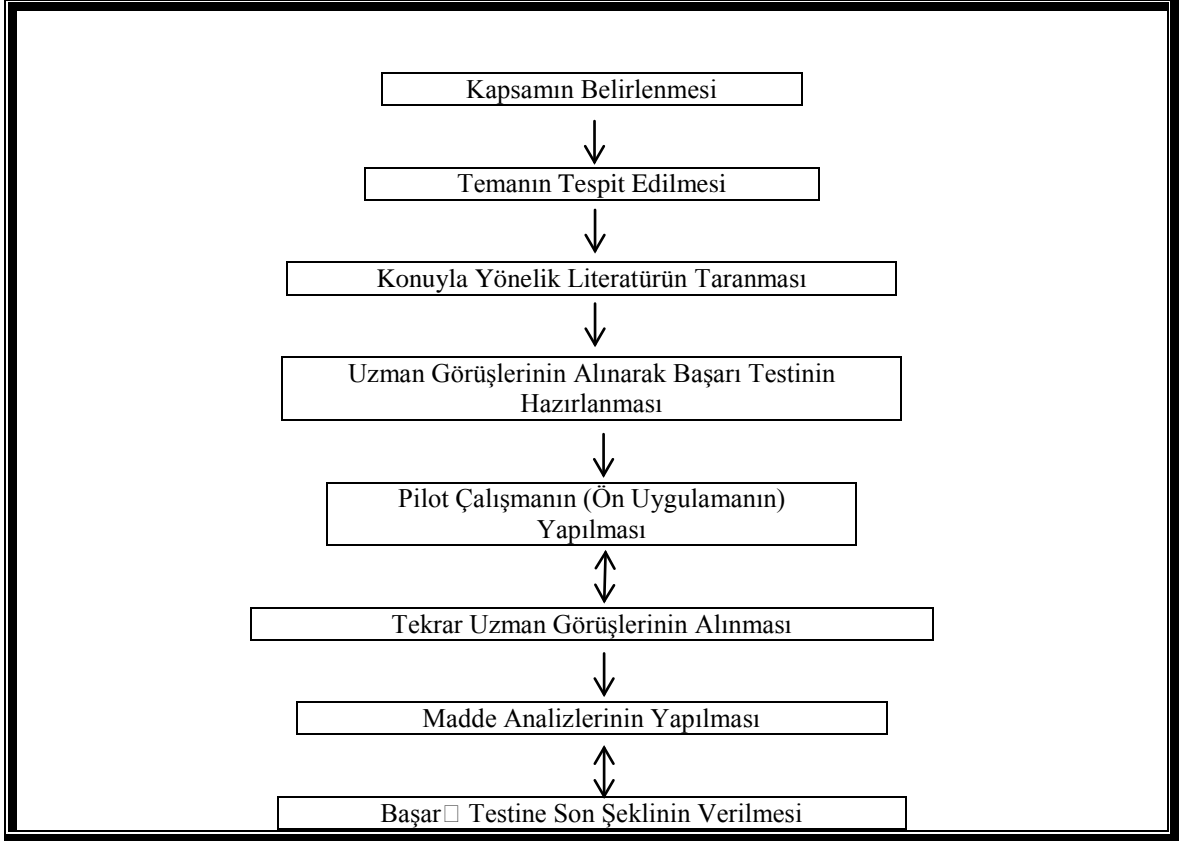 Kapsamın Belirlenmesi
Temanın Tespit Edilmesi
Konuyla Yönelik Literatürün Taranması
Uzman Görüşlerinin Alınarak Başarı Testinin
Hazırlanması
Pilot Çalışmanın (Ön Uygulamanın)
Yapılması
Tekrar Uzman Görüşlerinin Alınması
Madde Analizlerinin Yapılması
Başar□ Testine Son Şeklinin Verilmesi